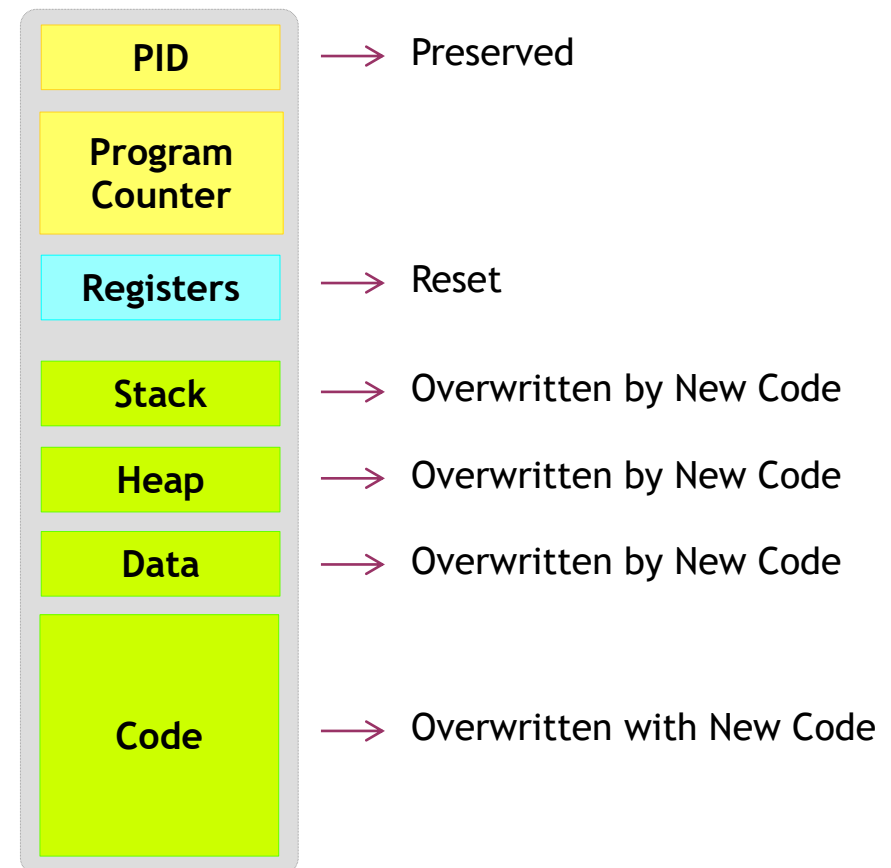 PID
Preserved
Program
Counter
Registers
Reset
Stack
Overwritten by New Code
Heap
Overwritten by New Code
Data
Overwritten by New Code
Code
Overwritten with New Code